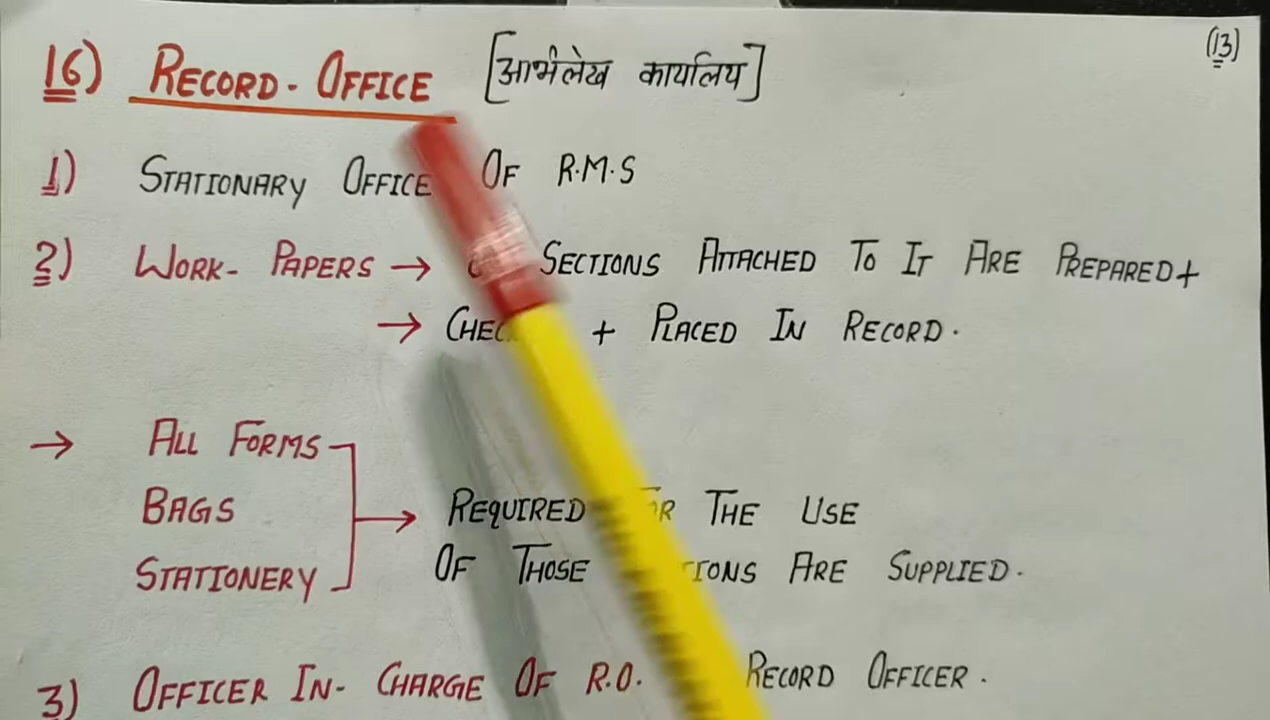 (13)
16) RECORD - OFFICE [अभिलेख कार्यालय]
1) STATIONARY OFFICE OF R.M.S
2) WORK- PAPERS → SECTIONS ATTACHED TO IT ARE PREPARED +
→ + PLACED IN RECORD.
→ ALL FORMS
BAGS → REQUIRED THE USE
STATIONERY OF THOSE ARE SUPPLIED.
3) OFFICER IN- CHARGE OF R.O. RECORD OFFICER.